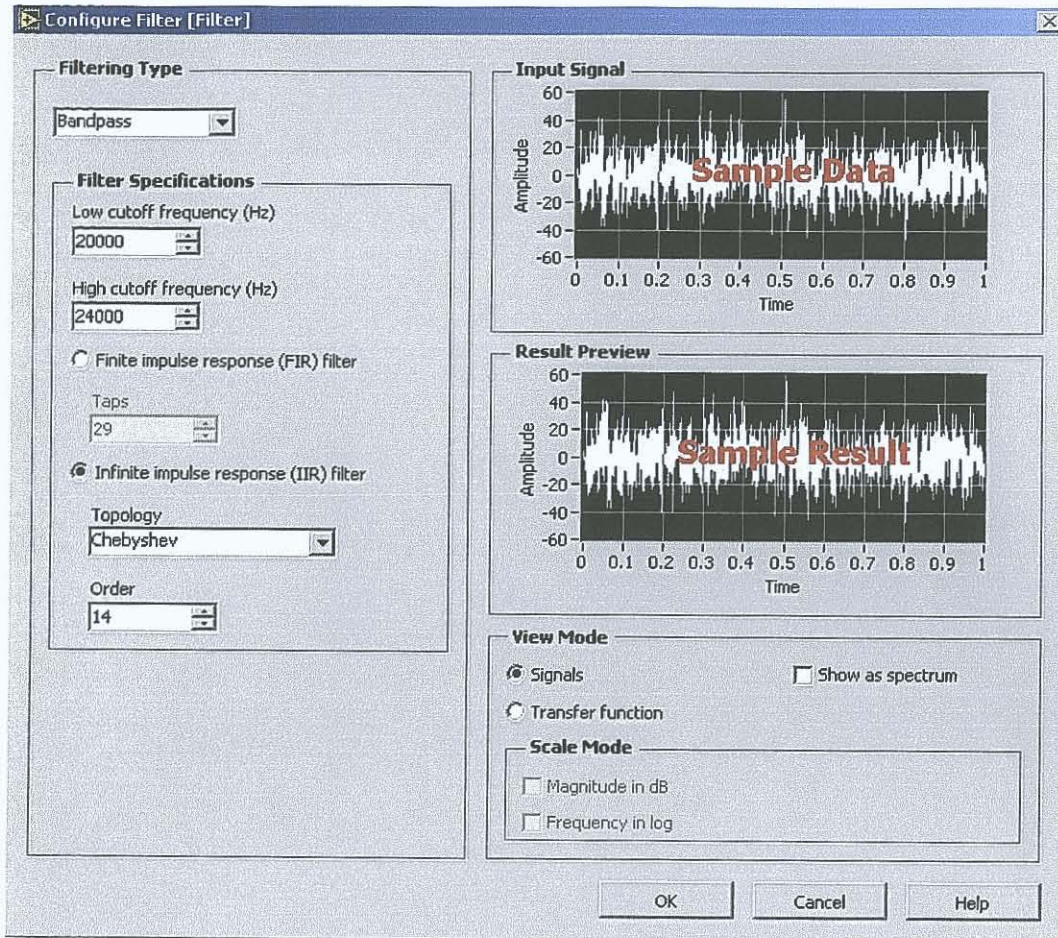 Configure Filter [Filter]
Filtering Type
Bandpass
Filter Specifications
Low cutoff frequency (Hz)
20000
High cutoff frequency (Hz)
24000
Finite impulse response (FIR) filter
Taps
29
Infinite impulse response (IIR) filter
Topology
Chebyshev
Order
14
Input Signal
60
40
20
0
-20
-40
-60
Amplitude
Sample Data
0 0.1 0.2 0.3 0.4 0.5 0.6 0.7 0.8 0.9 1
Time
Result Preview
60
40
20
0
-20
-40
-60
Amplitude
Sample Result
0 0.1 0.2 0.3 0.4 0.5 0.6 0.7 0.8 0.9 1
Time
View Mode
Signals
Show as spectrum
Transfer function
Scale Mode
Magnitude in dB
Frequency in log
OK Cancel Help